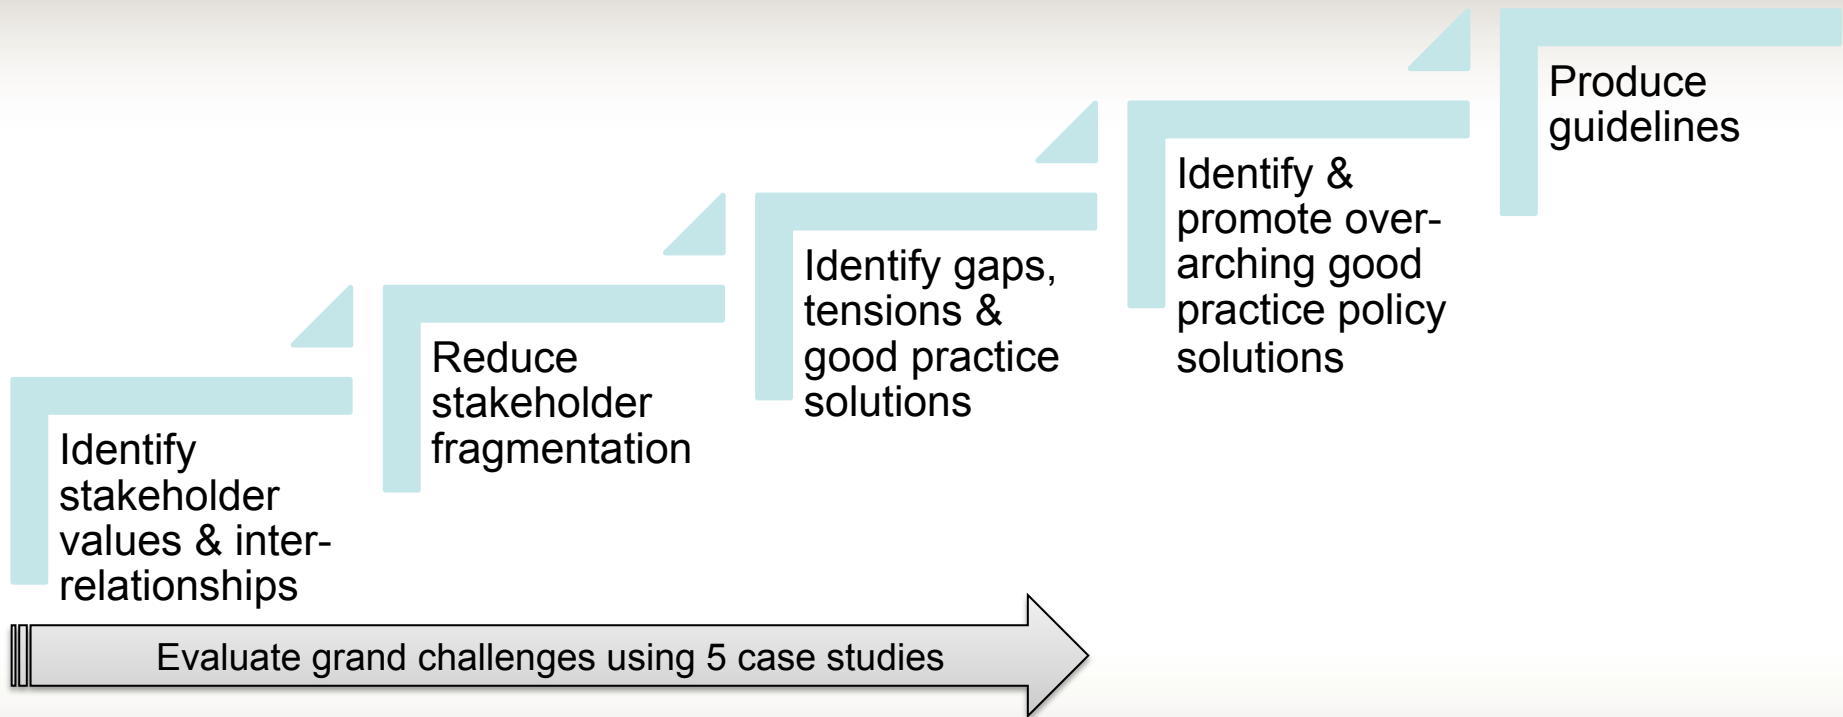 Identify
stakeholder
values & inter-
relationships
Reduce
stakeholder
fragmentation
Identify gaps,
tensions &
good practice
solutions
Identify &
promote over-
arching good
practice policy
solutions
Produce
guidelines
Evaluate grand challenges using 5 case studies